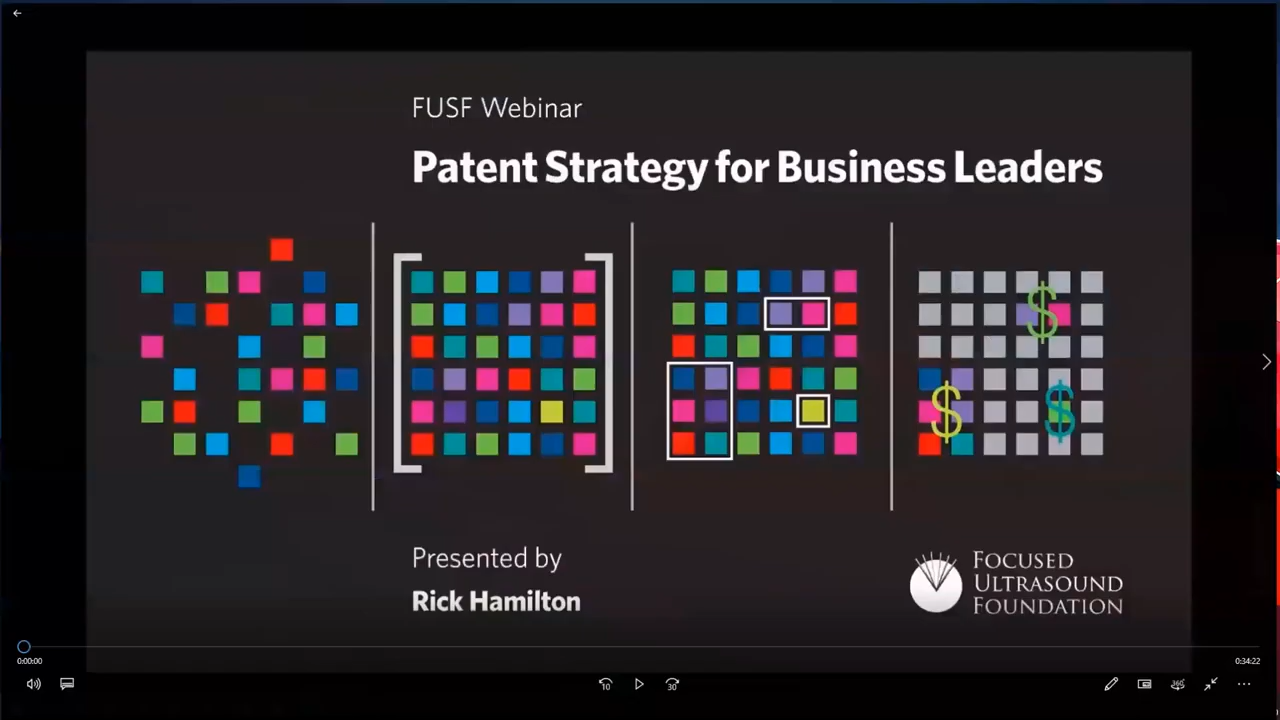 FUSF Webinar
Patent Strategy for Business Leaders
$
$
$
Presented by
Rick Hamilton
FOCUSED
ULTRASOUND
FOUNDATION
0:00:00
0:34:22
10
30
360